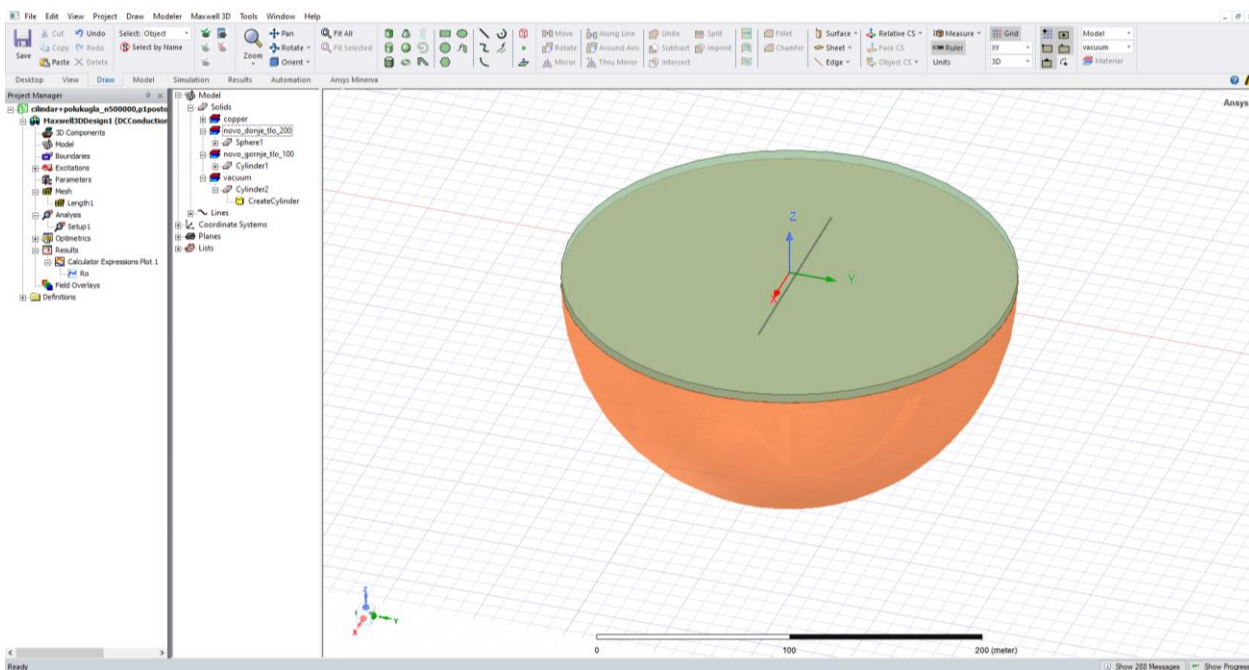 File Edit View Project Draw Modeler Maxwell 3D Tools Window Help
Save
Cut
Copy
Paste
Undo
Redo
Delete
Select: Object
Select by Name
Zoom
Pan
Rotate
Orient
Fit All
Fit Selected
Move
Rotate
Mirror
Along Line
Around Axis
Thru Mirror
Unite
Subtract
Intersect
Split
Imprint
Fillet
Chamfer
Surface
Sheet
Edge
Relative CS
Face CS
Object CS
Measure
Ruler
Units
Grid
XY
3D
Model
vacuum
Material
Desktop View Draw Model Simulation Results Automation Ansys Minerva
Project Manager
cilindar+polukugla_n500000,p1posto
Maxwell3DDesign1 (DCConduction
3D Components
Model
Boundaries
Excitations
Parameters
Mesh
Length1
Analysis
Setup1
Optimetrics
Results
Calculator Expressions Plot 1
Ro
Field Overlays
Definitions
Model
Solids
copper
novo_donje_tlo_200
Sphere1
novo_gornje_tlo_100
Cylinder1
vacuum
Cylinder2
CreateCylinder
Lines
Coordinate Systems
Planes
Lists
Ansys
Z
Y
X
Z
Y
X
0 100 200 (meter)
Ready
Show 288 Messages Show Progres